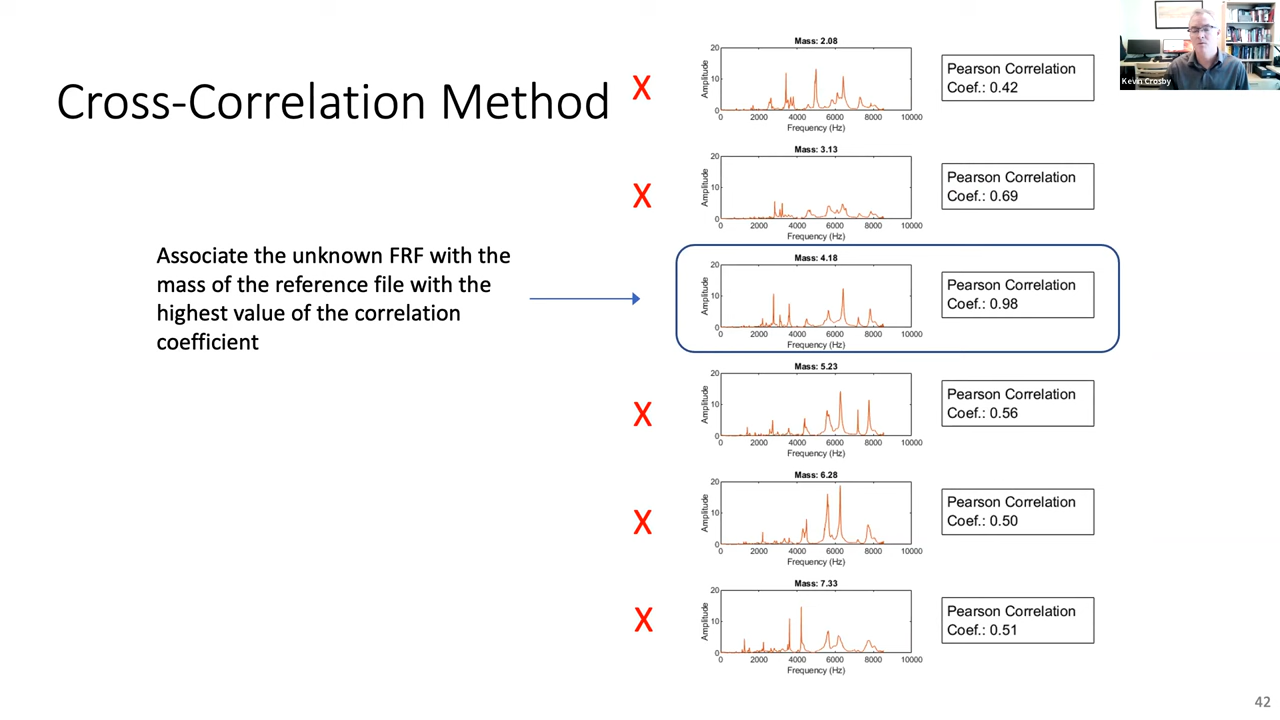 Cross-Correlation Method
Associate the unknown FRF with the
mass of the reference file with the
highest value of the correlation
coefficient
X
Mass: 2.08
20
10
0
Amplitude
0 2000 4000 6000 8000 10000
Frequency (Hz)
Pearson Correlation
Coef.: 0.42
X
Mass: 3.13
20
10
0
Amplitude
0 2000 4000 6000 8000 10000
Frequency (Hz)
Pearson Correlation
Coef.: 0.69
Mass: 4.18
20
10
0
Amplitude
0 2000 4000 6000 8000 10000
Frequency (Hz)
Pearson Correlation
Coef.: 0.98
X
Mass: 5.23
20
10
0
Amplitude
0 2000 4000 6000 8000 10000
Frequency (Hz)
Pearson Correlation
Coef.: 0.56
X
Mass: 6.28
20
10
0
Amplitude
0 2000 4000 6000 8000 10000
Frequency (Hz)
Pearson Correlation
Coef.: 0.50
X
Mass: 7.33
20
10
0
Amplitude
0 2000 4000 6000 8000 10000
Frequency (Hz)
Pearson Correlation
Coef.: 0.51
Kevin Crosby
42